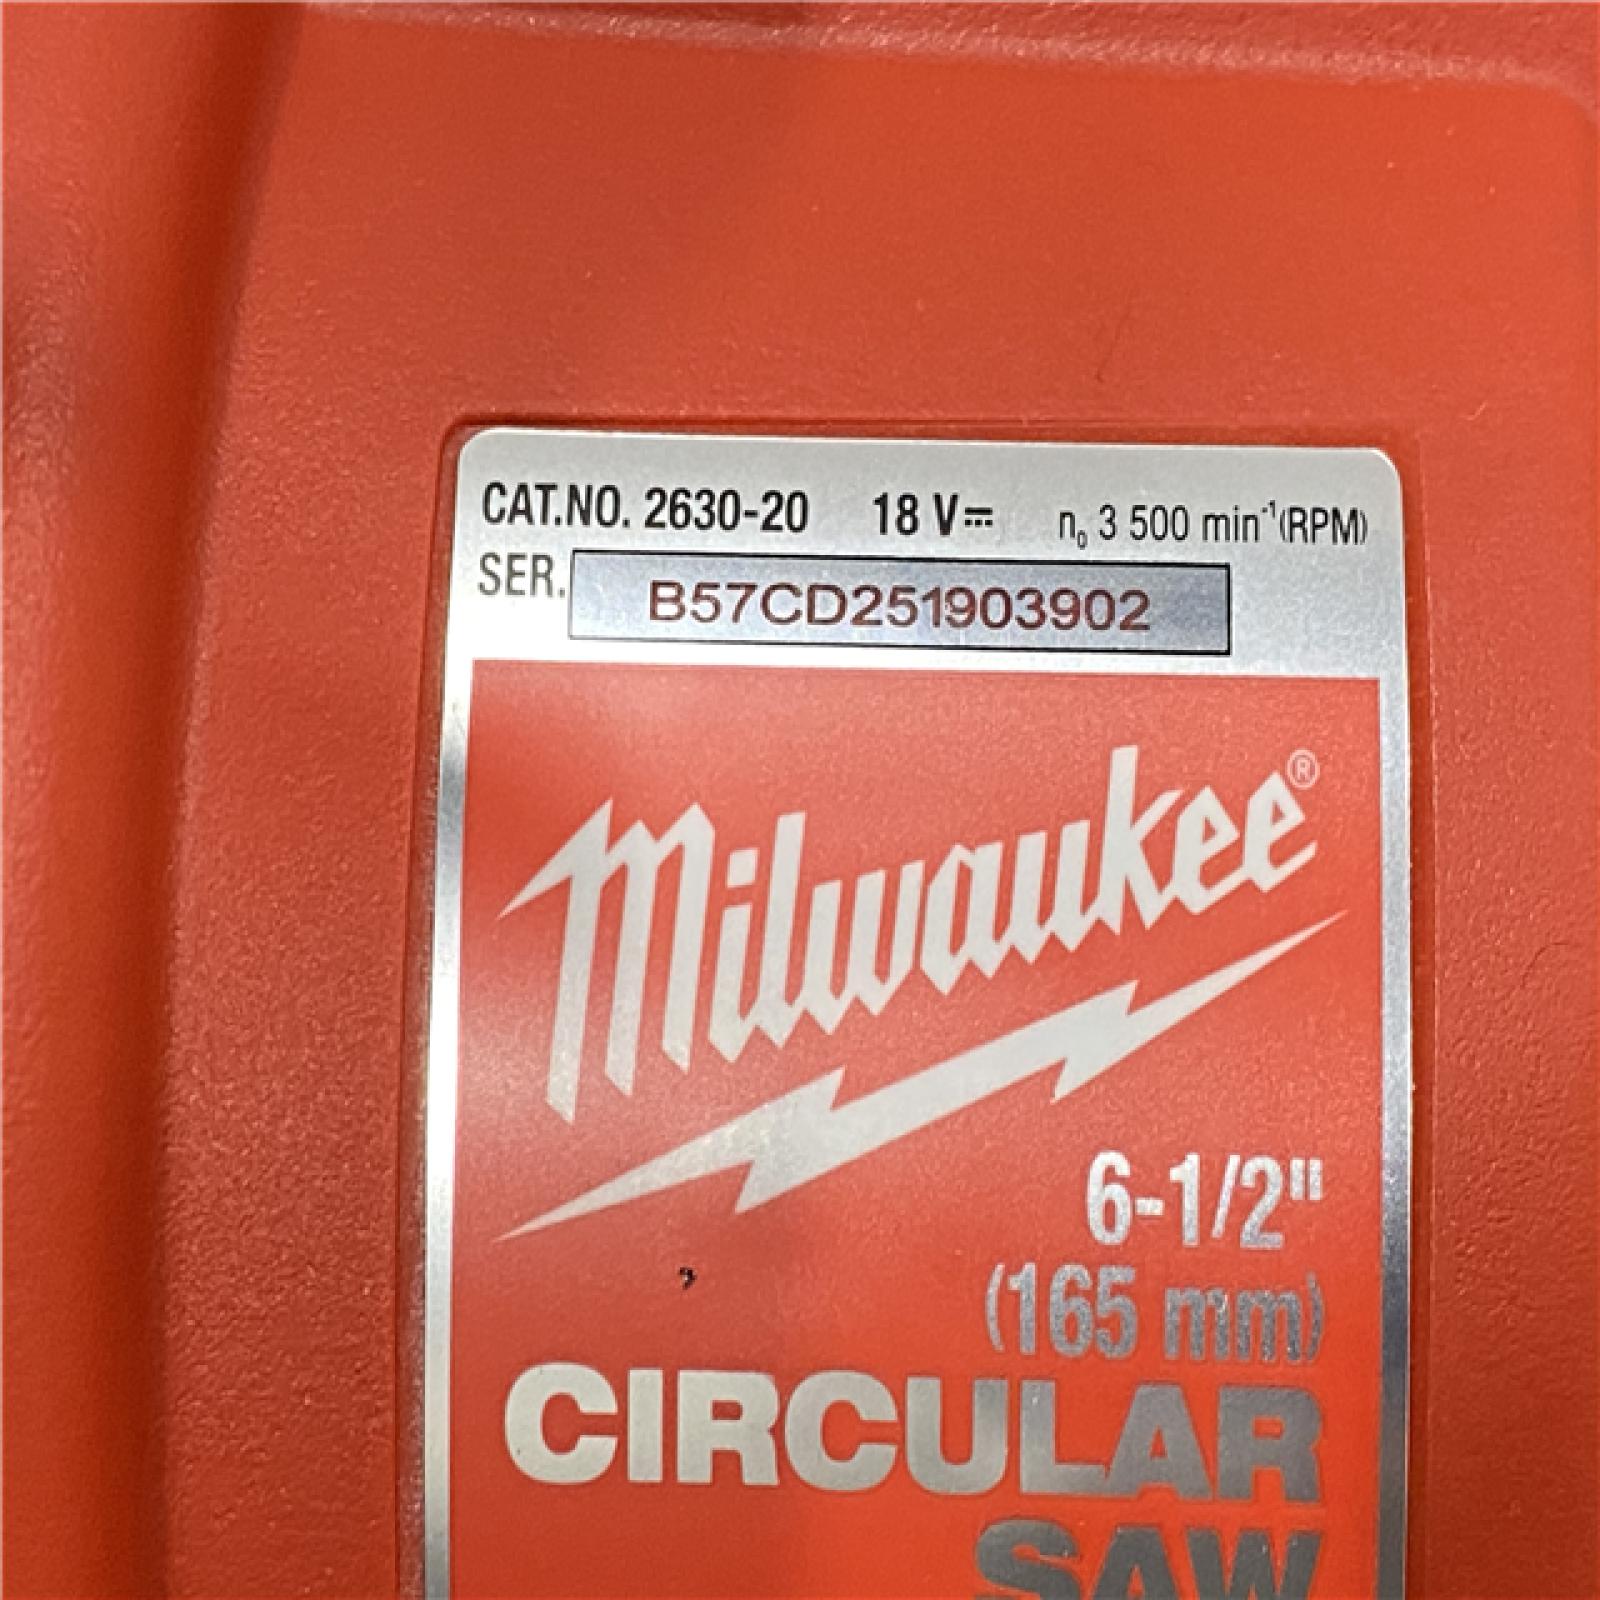 CAT.NO. 2630-20 18 V⎓ n₀ 3 500 min⁻¹(RPM)
SER. B57CD251903902
Milwaukee®
6-1/2"
(165 mm)
CIRCULAR
SAW